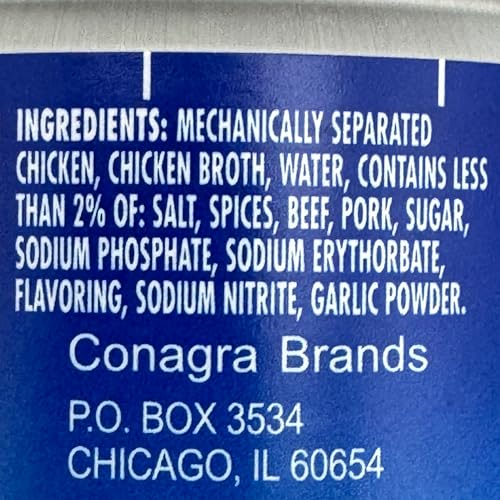 INGREDIENTS: MECHANICALLY SEPARATED
CHICKEN, CHICKEN BROTH, WATER, CONTAINS LESS
THAN 2% OF: SALT, SPICES, BEEF, PORK, SUGAR,
SODIUM PHOSPHATE, SODIUM ERYTHORBATE,
FLAVORING, SODIUM NITRITE, GARLIC POWDER.
Conagra Brands
P.O. BOX 3534
CHICAGO, IL 60654